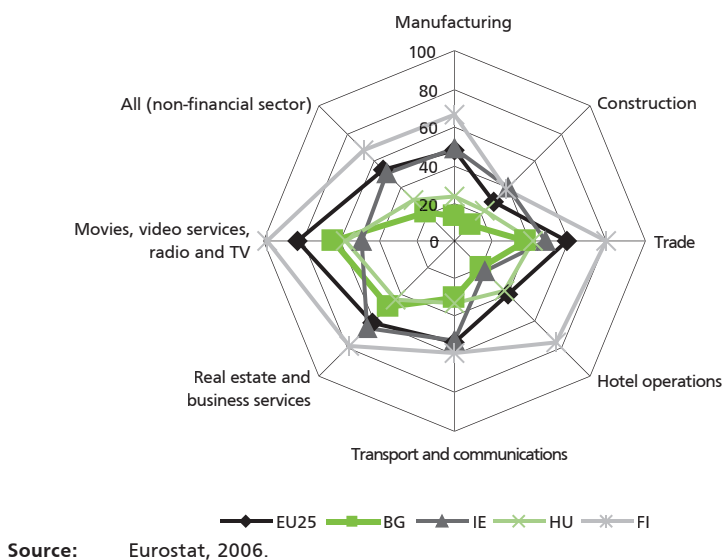 Manufacturing
100
80
60
40
20
0
All (non-financial sector)
Construction
Movies, video services,
radio and TV
Trade
Real estate and
business services
Hotel operations
Transport and communications
EU25 BG IE HU FI
Source: Eurostat, 2006.